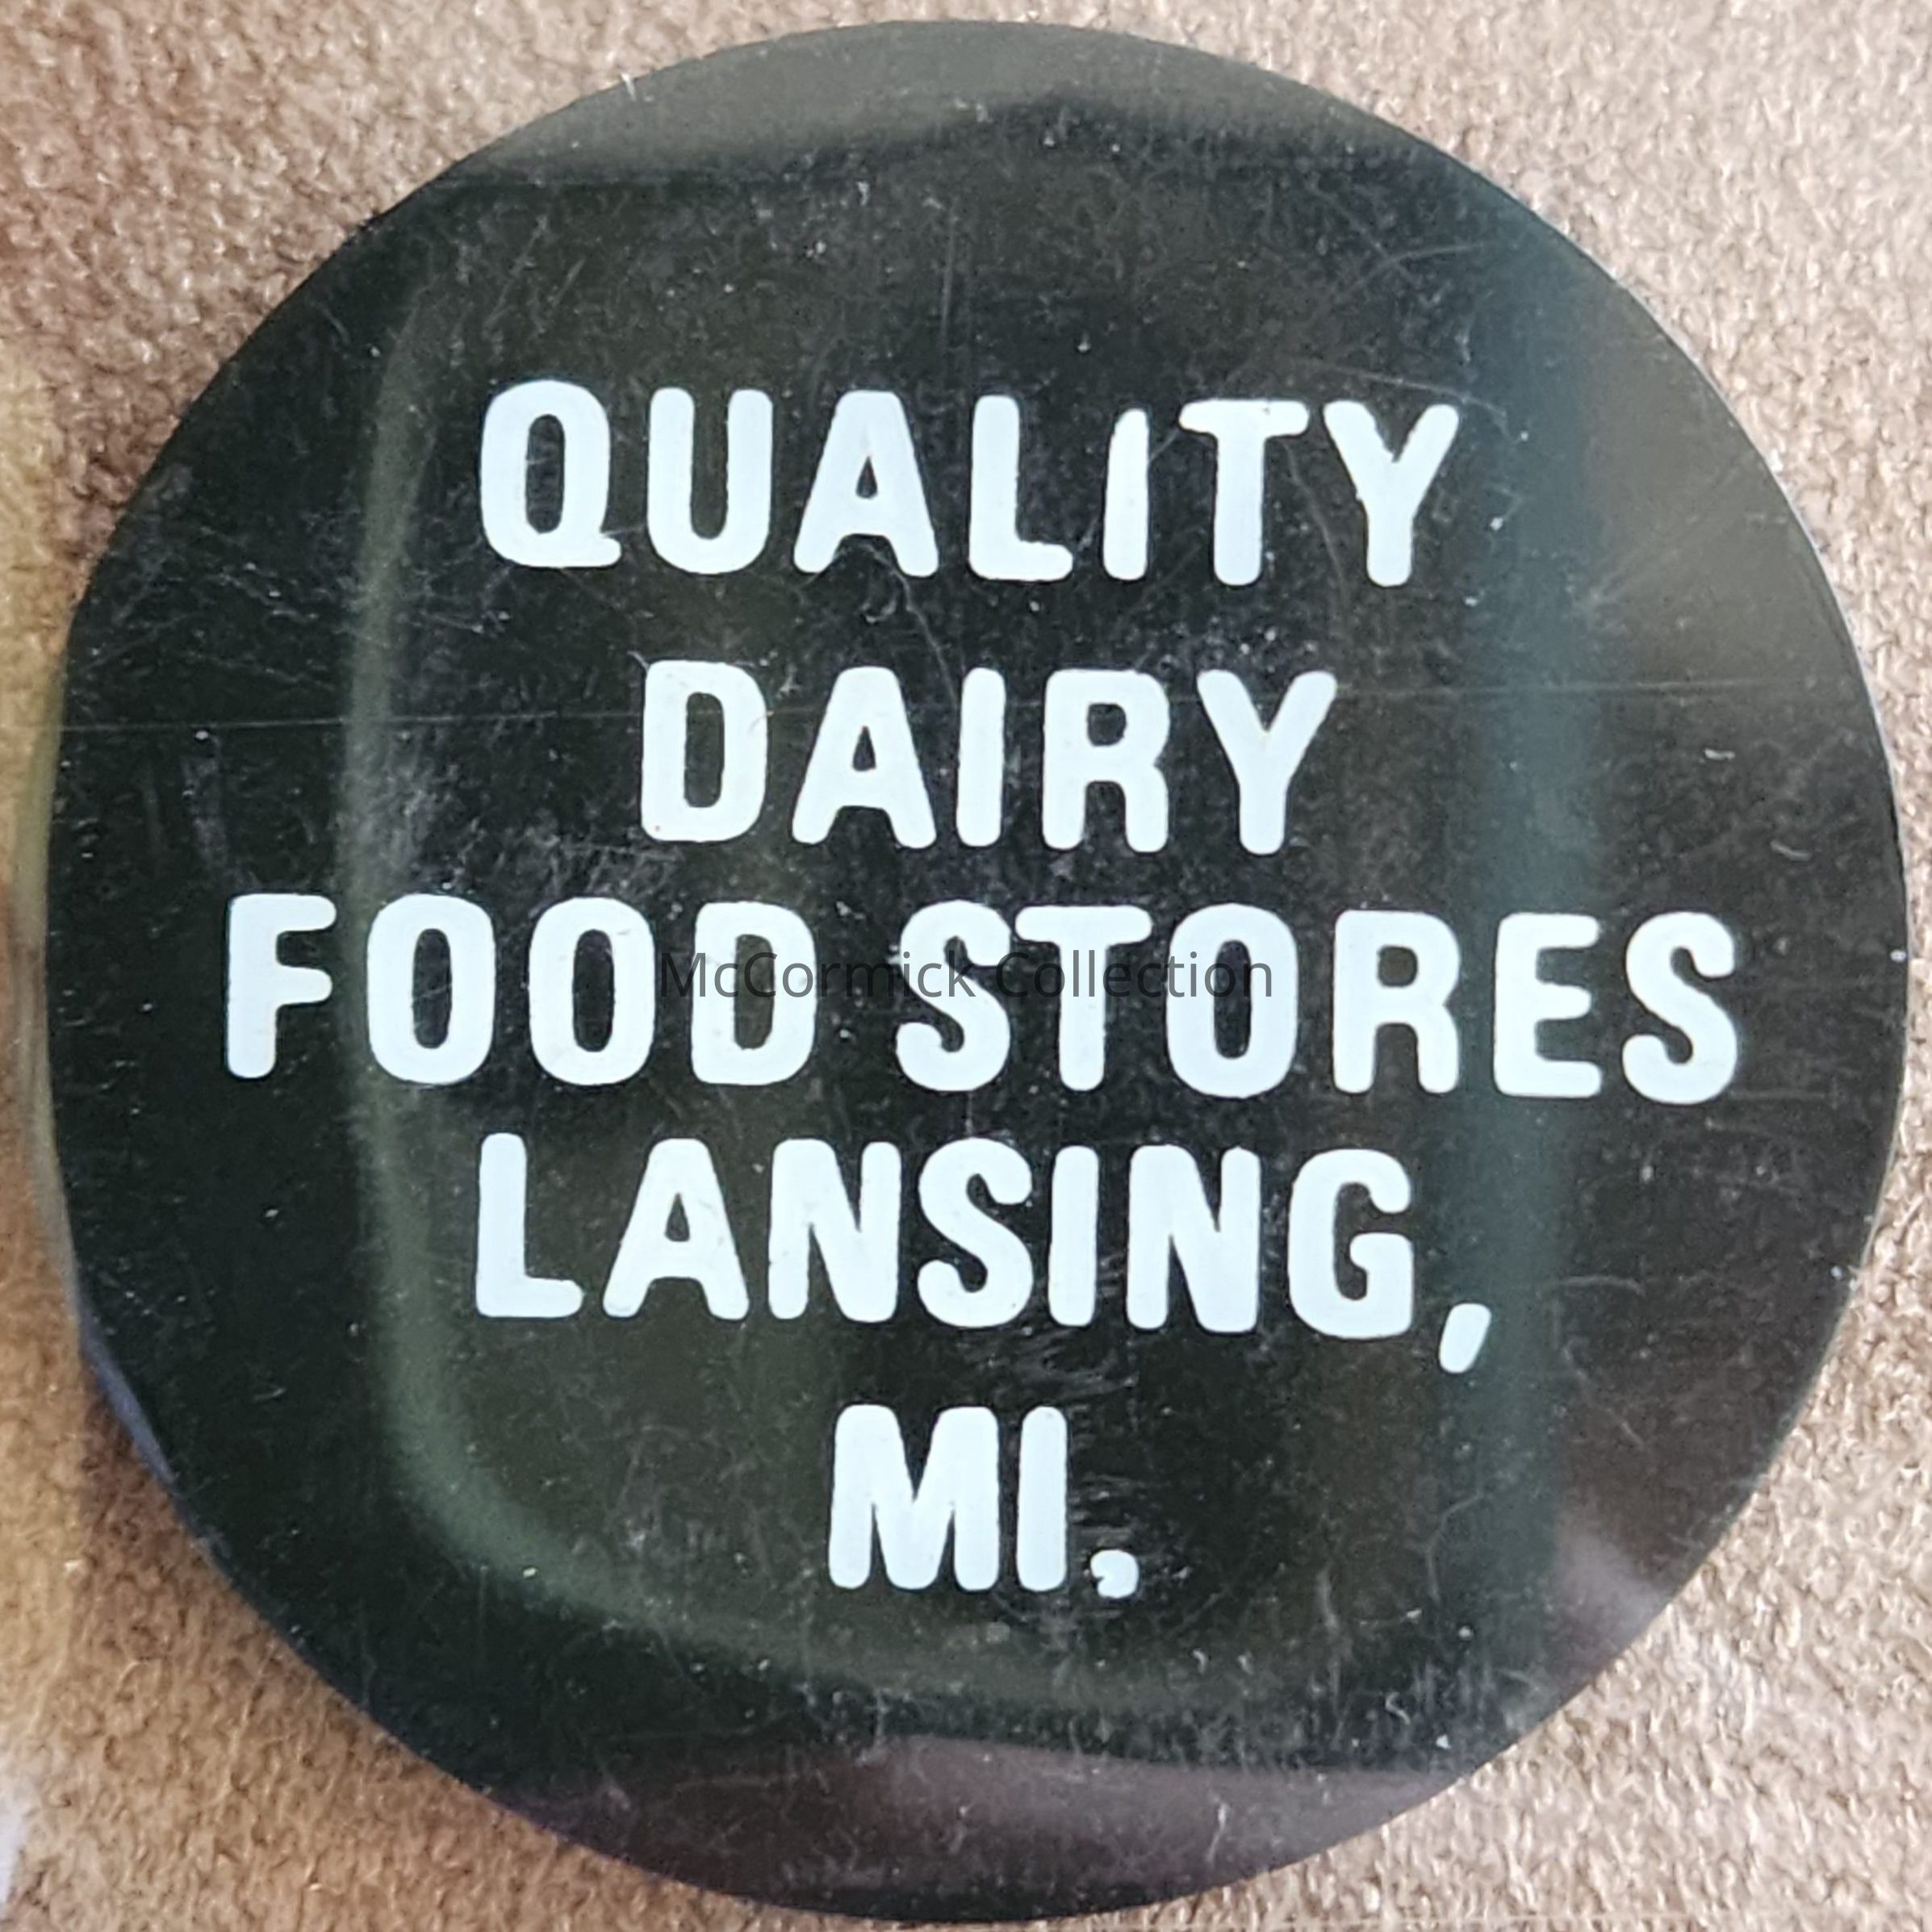 QUALITY
DAIRY
FOOD STORES
McCormick Collection
LANSING,
MI.